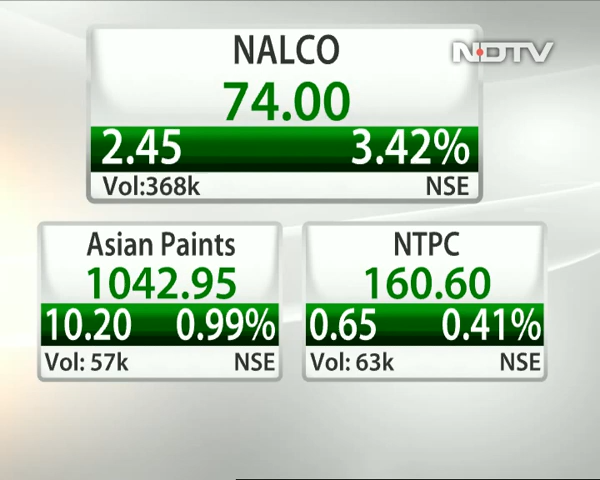 NALCO
NDTV
74.00
2.45 3.42%
Vol:368k NSE
Asian Paints
1042.95
10.20 0.99%
Vol: 57k NSE
NTPC
160.60
0.65 0.41%
Vol: 63k NSE